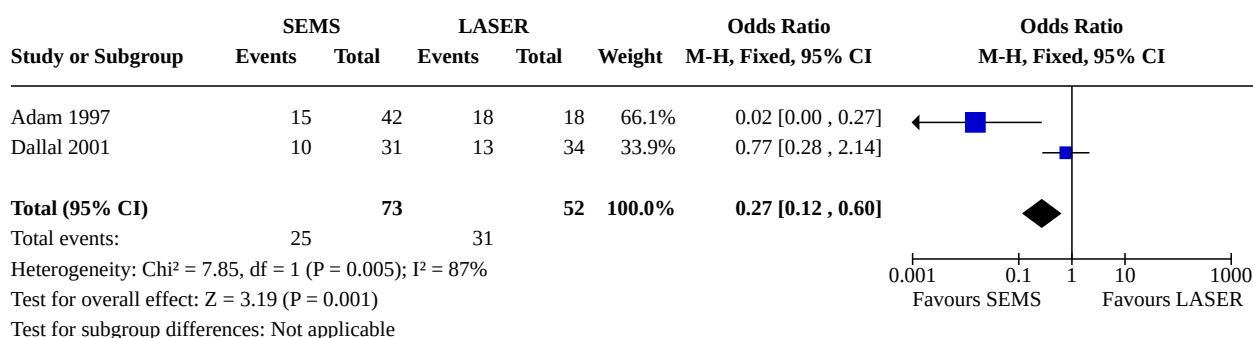 SEMS LASER Odds Ratio Odds Ratio
Study or Subgroup Events Total Events Total Weight M-H, Fixed, 95% CI M-H, Fixed, 95% CI
Adam 1997 15 42 18 18 66.1% 0.02 [0.00 , 0.27]
Dallal 2001 10 31 13 34 33.9% 0.77 [0.28 , 2.14]
Total (95% CI) 73 52 100.0% 0.27 [0.12 , 0.60]
Total events: 25 31
Heterogeneity: Chi² = 7.85, df = 1 (P = 0.005); I² = 87%
0.001 0.1 1 10 1000
Test for overall effect: Z = 3.19 (P = 0.001)
Favours SEMS Favours LASER
Test for subgroup differences: Not applicable